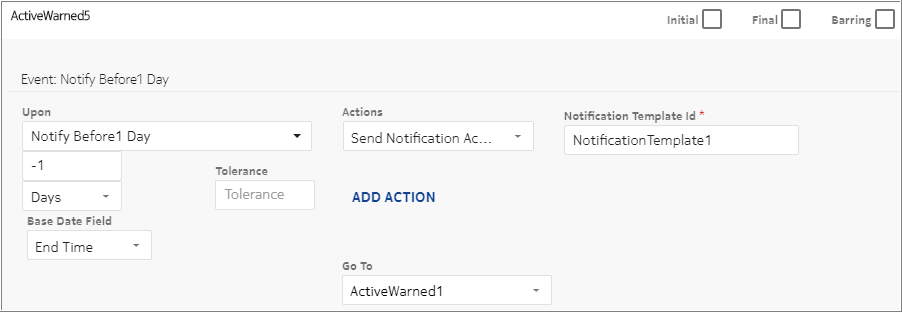 ActiveWarned5
Initial
Final
Barring
Event: Notify Before1 Day
Upon
Notify Before1 Day
-1
Days
Base Date Field
End Time
Tolerance
Tolerance
Actions
Send Notification Ac...
ADD ACTION
Go To
ActiveWarned1
Notification Template Id *
NotificationTemplate1